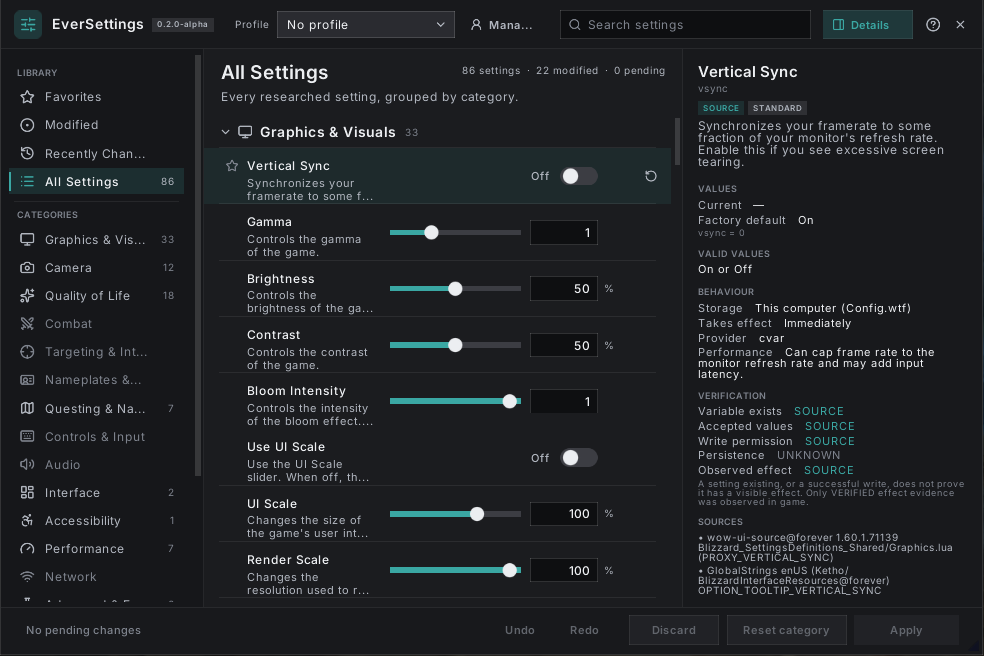 EverSettings 0.2.0-alpha Profile No profile Mana... Search settings Details
LIBRARY
Favorites
Modified
Recently Chan...
All Settings 86
CATEGORIES
Graphics & Vis... 33
Camera 12
Quality of Life 18
Combat
Targeting & Int...
Nameplates &...
Questing & Na... 7
Controls & Input
Audio
Interface 2
Accessibility 1
Performance 7
Network
All Settings 86 settings · 22 modified · 0 pending
Every researched setting, grouped by category.
Graphics & Visuals 33
Vertical Sync
Synchronizes your
framerate to some f...
Off
Gamma
Controls the gamma
of the game.
1
Brightness
Controls the
brightness of the ga...
50 %
Contrast
Controls the contrast
of the game.
50 %
Bloom Intensity
Controls the intensity
of the bloom effect....
1
Use UI Scale
Use the UI Scale
slider. When off, th...
Off
UI Scale
Changes the size of
the game's user int...
100 %
Render Scale
Changes the
resolution used to r...
100 %
Vertical Sync
vsync
SOURCE STANDARD
Synchronizes your framerate to some
fraction of your monitor's refresh rate.
Enable this if you see excessive screen
tearing.
VALUES
Current —
Factory default On
vsync = 0
VALID VALUES
On or Off
BEHAVIOUR
Storage This computer (Config.wtf)
Takes effect Immediately
Provider cvar
Performance Can cap frame rate to the
monitor refresh rate and may add input
latency.
VERIFICATION
Variable exists SOURCE
Accepted values SOURCE
Write permission SOURCE
Persistence UNKNOWN
Observed effect SOURCE
A setting existing, or a successful write, does not prove
it has a visible effect. Only VERIFIED effect evidence
was observed in game.
SOURCES
• wow-ui-source@forever 1.60.1.71139
Blizzard_SettingsDefinitions_Shared/Graphics.lua
(PROXY_VERTICAL_SYNC)
• GlobalStrings enUS (Ketho/
BlizzardInterfaceResources@forever)
OPTION_TOOLTIP_VERTICAL_SYNC
No pending changes Undo Redo Discard Reset category Apply